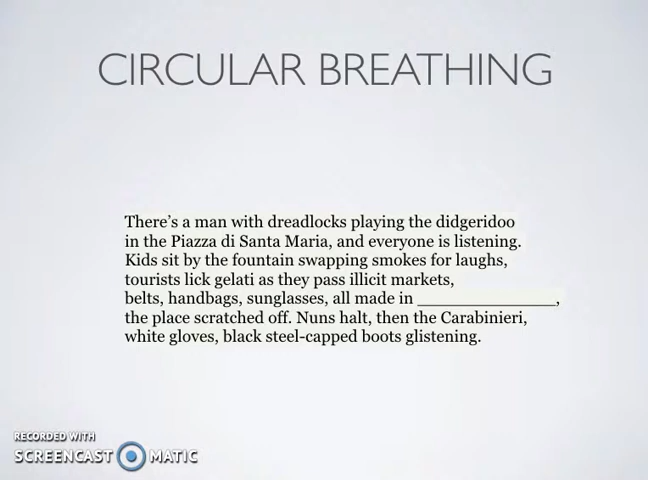 CIRCULAR BREATHING
There's a man with dreadlocks playing the didgeridoo
in the Piazza di Santa Maria, and everyone is listening.
Kids sit by the fountain swapping smokes for laughs,
tourists lick gelati as they pass illicit markets,
belts, handbags, sunglasses, all made in ______________,
the place scratched off. Nuns halt, then the Carabinieri,
white gloves, black steel-capped boots glistening.
RECORDED WITH
SCREENCAST MATIC